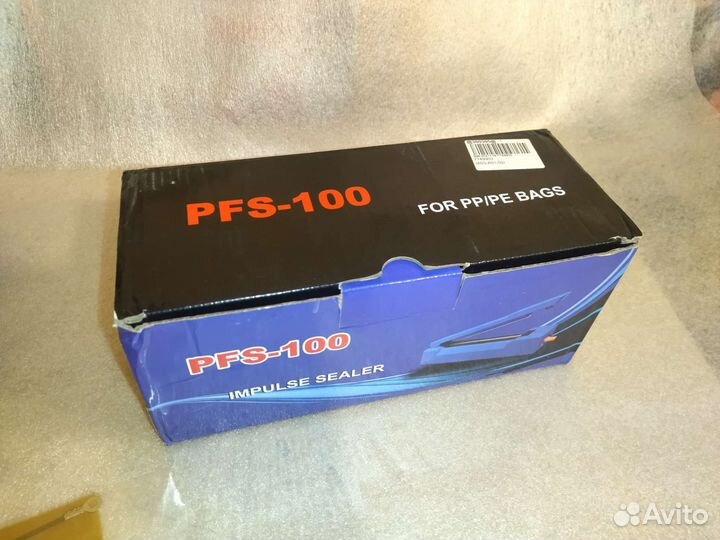 PFS-100
FOR PP/PE BAGS
PFS-100
IMPULSE SEALER
Avito